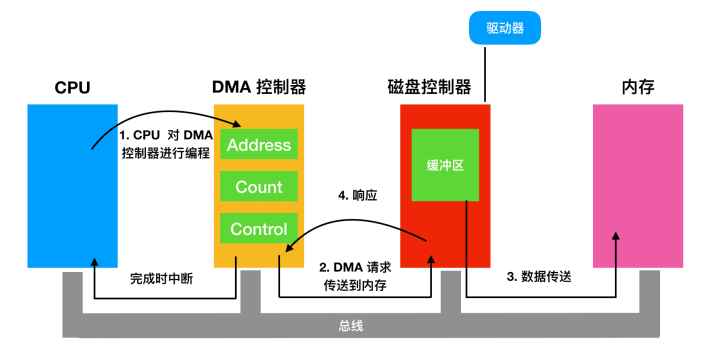 驱动器
CPU
DMA 控制器
磁盘控制器
内存
1. CPU 对 DMA
控制器进行编程
Address
Count
Control
缓冲区
4. 响应
2. DMA 请求
传送到内存
3. 数据传送
完成时中断
总线